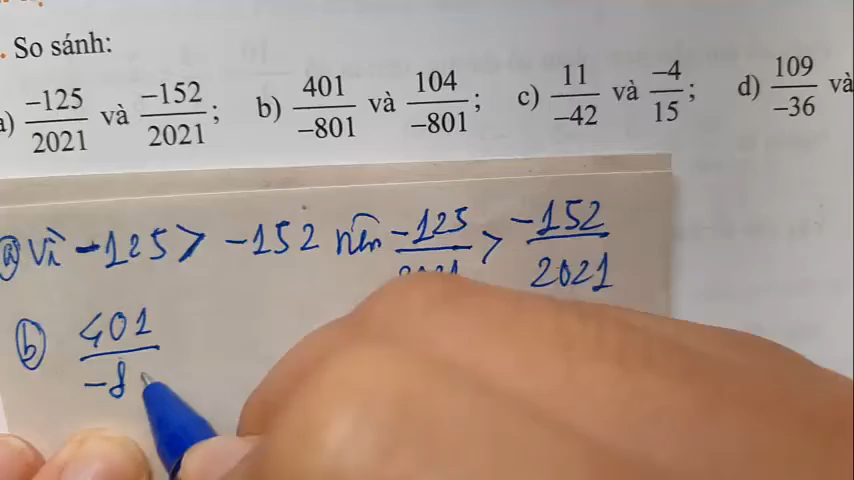 . So sánh:
a) -125/2021 và -152/2021; b) 401/-801 và 104/-801; c) 11/-42 và -4/15; d) 109/-36 và
a) Vì -125 > -152 nên -125/2021 > -152/2021
b) 401/-8